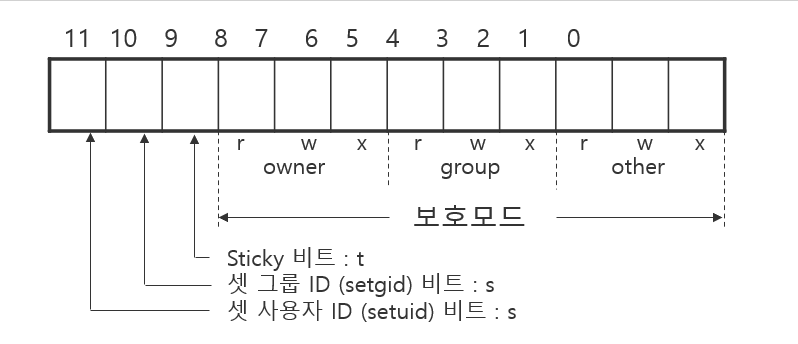 11 10 9 8 7 6 5 4 3 2 1 0
r w x r w x r w x
owner group other
보호모드
Sticky 비트 : t
셋 그룹 ID (setgid) 비트 : s
셋 사용자 ID (setuid) 비트 : s